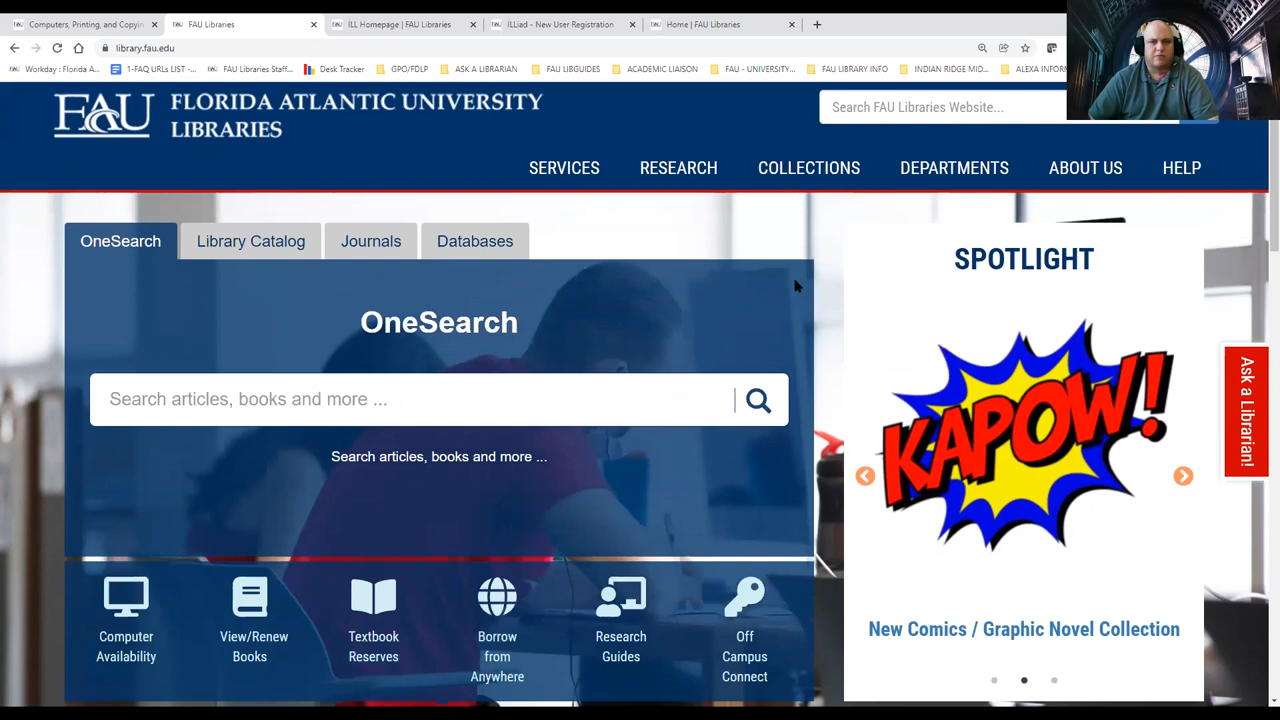 Computers, Printing, and Copyin
FAU Libraries
ILL Homepage | FAU Libraries
ILLiad - New User Registration
Home | FAU Libraries
library.fau.edu
Workday : Florida A...
1-FAQ URLs LIST -...
FAU Libraries Staff...
Desk Tracker
GPO/FDLP
ASK A LIBRARIAN
FAU LIBGUIDES
ACADEMIC LIAISON
FAU - UNIVERSITY...
FAU LIBRARY INFO
INDIAN RIDGE MID...
ALEXA INFORM
FAU
FLORIDA ATLANTIC UNIVERSITY
LIBRARIES
Search FAU Libraries Website...
SERVICES
RESEARCH
COLLECTIONS
DEPARTMENTS
ABOUT US
HELP
OneSearch
Library Catalog
Journals
Databases
OneSearch
Search articles, books and more ...
Search articles, books and more ...
Computer
Availability
View/Renew
Books
Textbook
Reserves
Borrow
from
Anywhere
Research
Guides
Off
Campus
Connect
SPOTLIGHT
KAPOW!
New Comics / Graphic Novel Collection
Ask a Librarian!